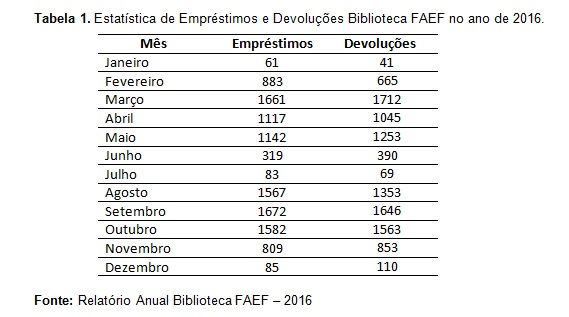 Tabela 1. Estatística de Empréstimos e Devoluções Biblioteca FAEF no ano de 2016.
Mês Empréstimos Devoluções
Janeiro 61 41
Fevereiro 883 665
Março 1661 1712
Abril 1117 1045
Maio 1142 1253
Junho 319 390
Julho 83 69
Agosto 1567 1353
Setembro 1672 1646
Outubro 1582 1563
Novembro 809 853
Dezembro 85 110
Fonte: Relatório Anual Biblioteca FAEF – 2016